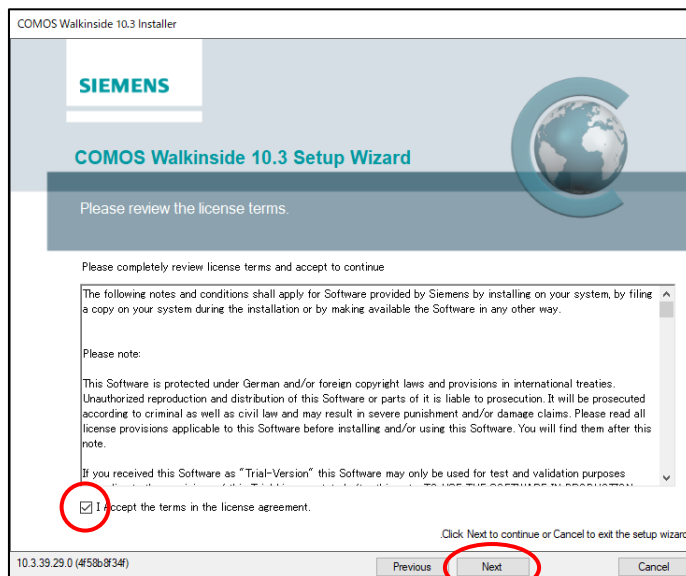 COMOS Walkinside 10.3 Installer
SIEMENS
COMOS Walkinside 10.3 Setup Wizard
Please review the license terms.
Please completely review license terms and accept to continue
The following notes and conditions shall apply for Software provided by Siemens by installing on your system, by filing
a copy on your system during the installation or by making available the Software in any other way.
Please note:
This Software is protected under German and/or foreign copyright laws and provisions in international treaties.
Unauthorized reproduction and distribution of this Software or parts of it is liable to prosecution. It will be prosecuted
according to criminal as well as civil law and may result in severe punishment and/or damage claims. Please read all
license provisions applicable to this Software before installing and/or using this Software. You will find them after this
note.
If you received this Software as "Trial-Version" this Software may only be used for test and validation purposes
I Accept the terms in the license agreement.
.Click Next to continue or Cancel to exit the setup wizard
10.3.39.29.0 (4f58b8f34f)
Previous
Next
Cancel